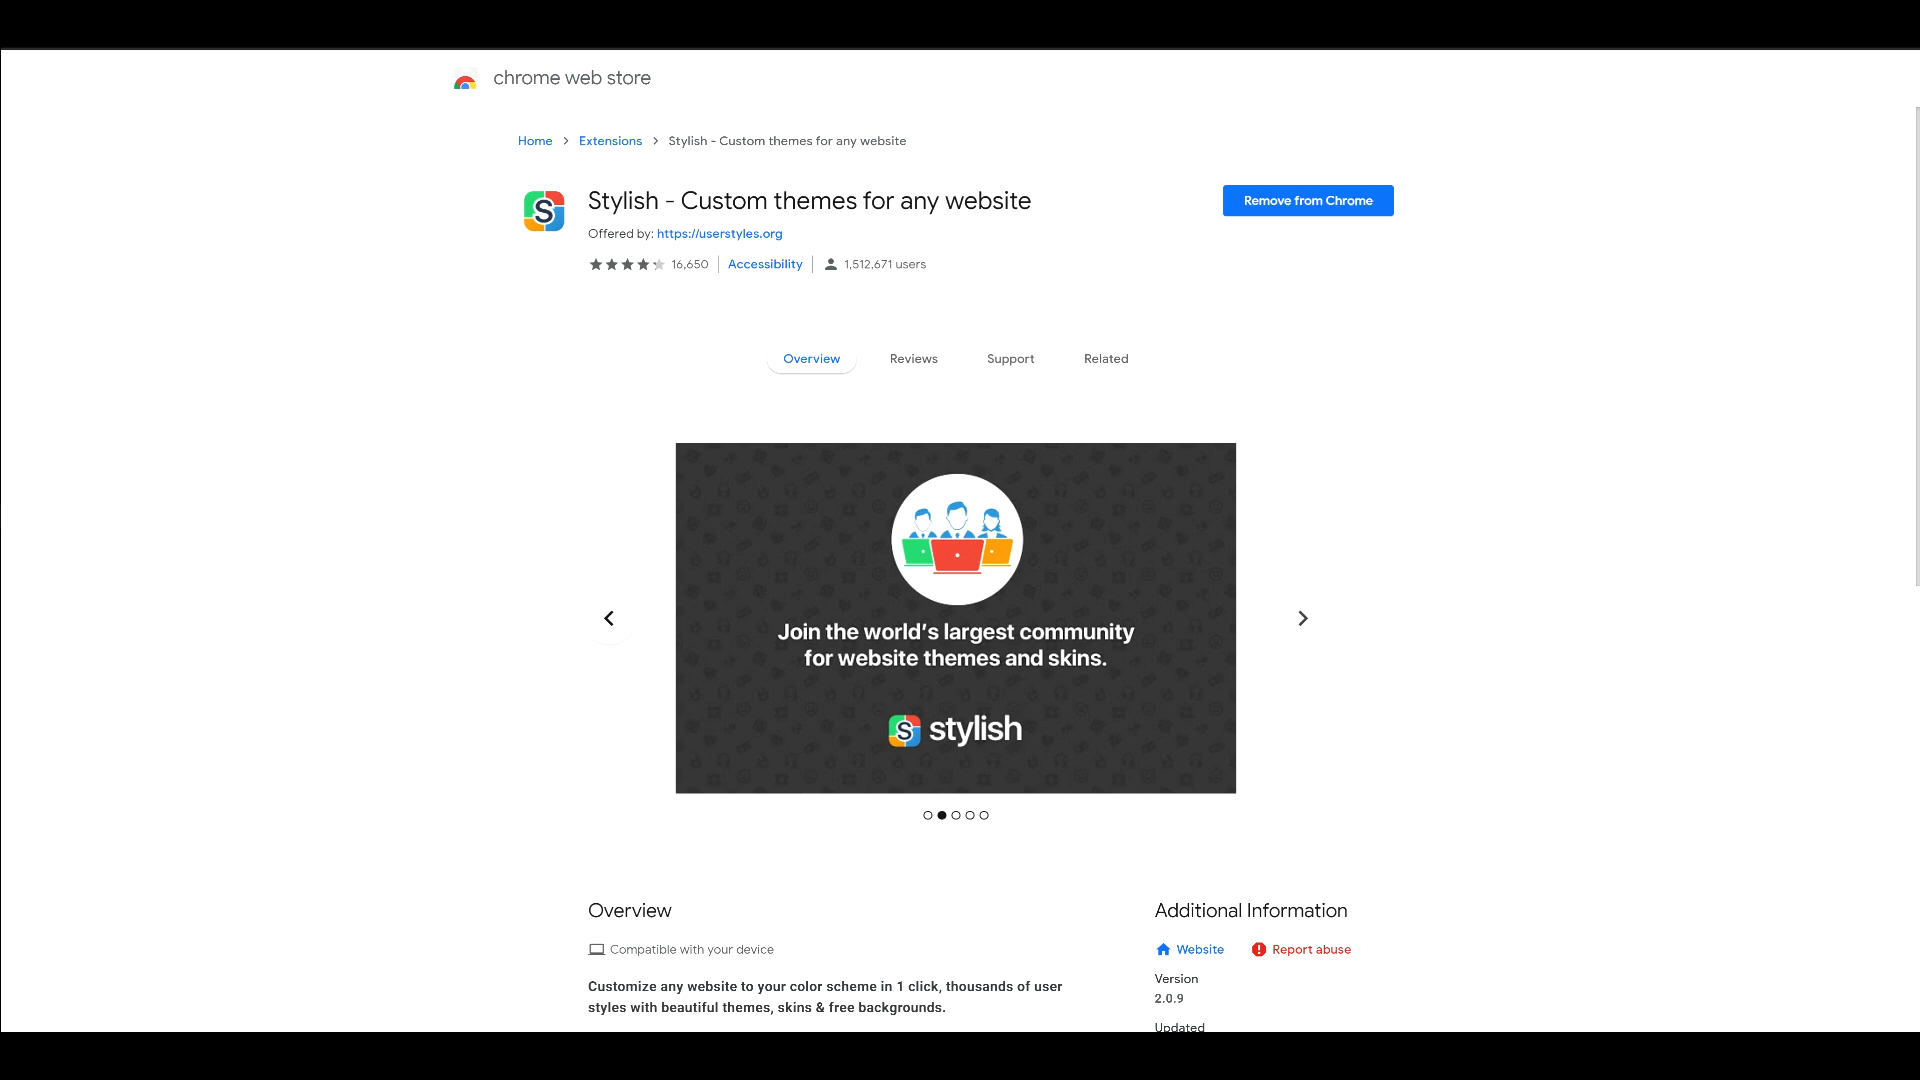 chrome web store
Home > Extensions > Stylish - Custom themes for any website
Stylish - Custom themes for any website
Remove from Chrome
Offered by: https://userstyles.org
16,650 Accessibility 1,512,671 users
Overview Reviews Support Related
Join the world's largest community
for website themes and skins.
S stylish
Overview
Compatible with your device
Customize any website to your color scheme in 1 click, thousands of user
styles with beautiful themes, skins & free backgrounds.
Additional Information
Website Report abuse
Version
2.0.9
Updated